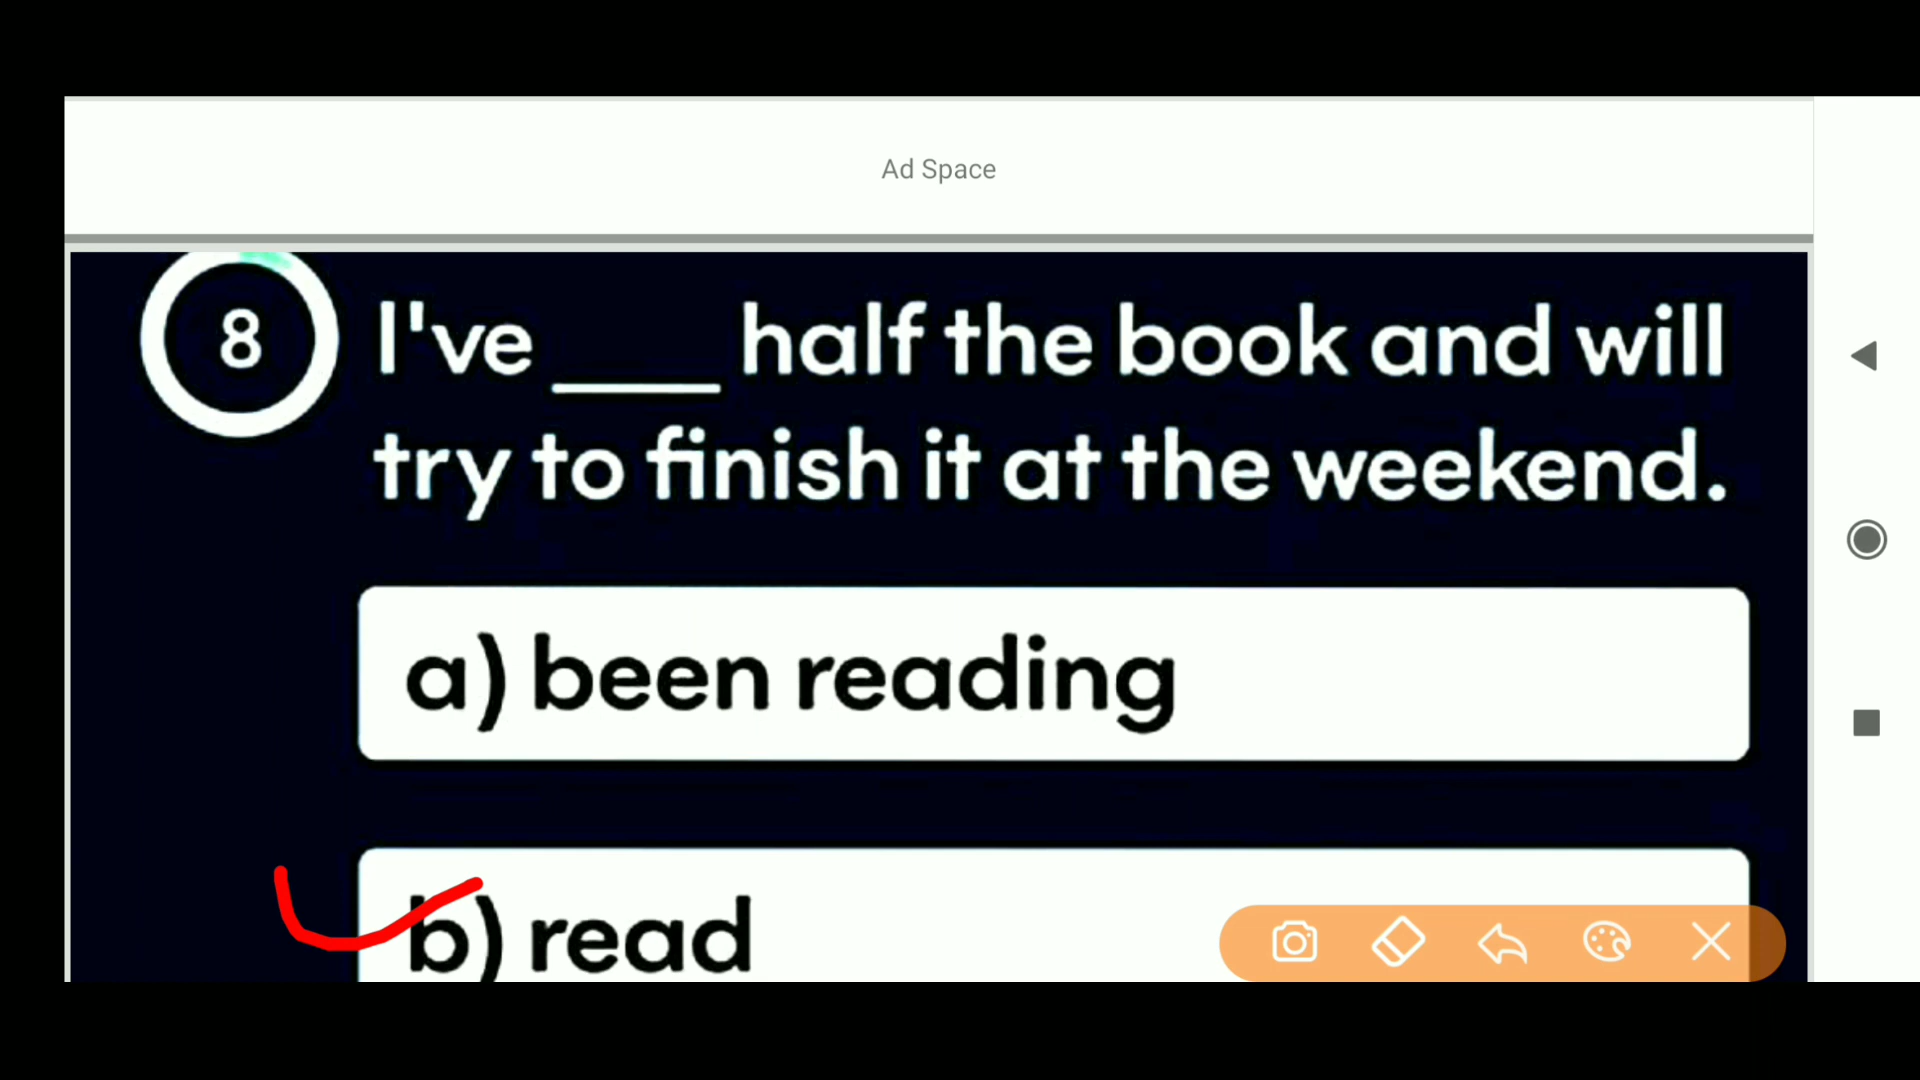 Ad Space
8 I've ____ half the book and will
try to finish it at the weekend.
a) been reading
b) read